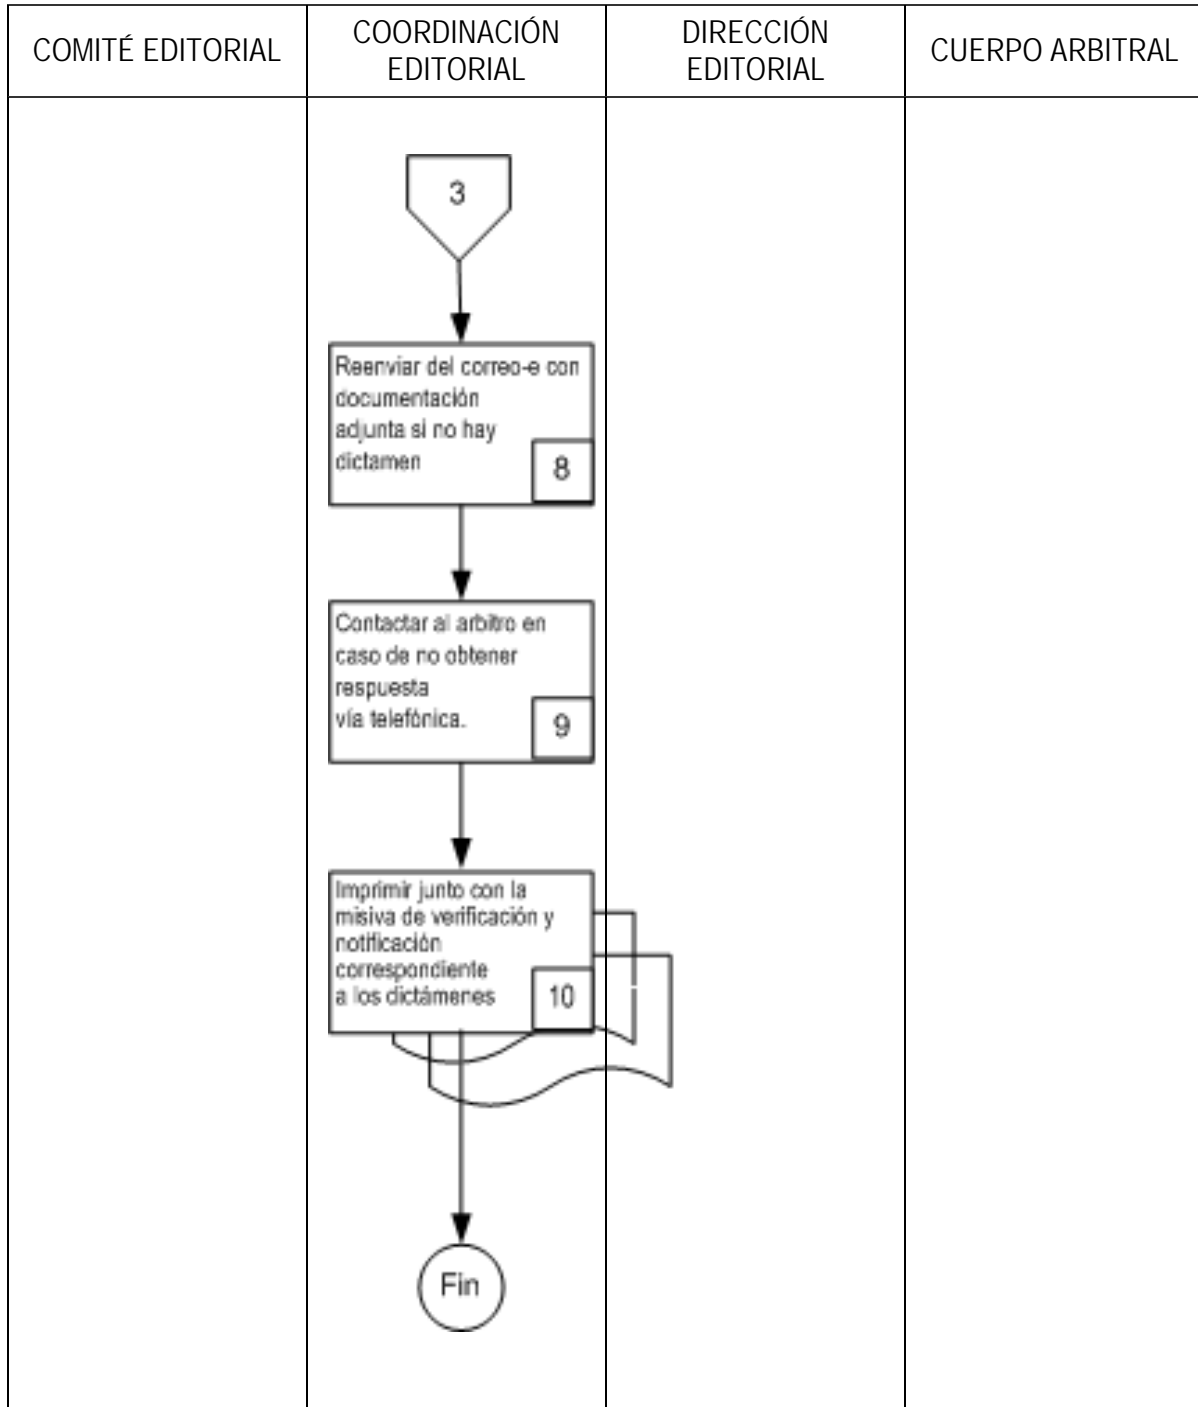 COMITÉ EDITORIAL
COORDINACIÓN
EDITORIAL
DIRECCIÓN
EDITORIAL
CUERPO ARBITRAL
3
Reenviar del correo-e con
documentación
adjunta si no hay
dictamen
8
Contactar al arbitro en
caso de no obtener
respuesta
vía telefónica.
9
Imprimir junto con la
misiva de verificación y
notificación
correspondiente
a los dictámenes
10
Fin